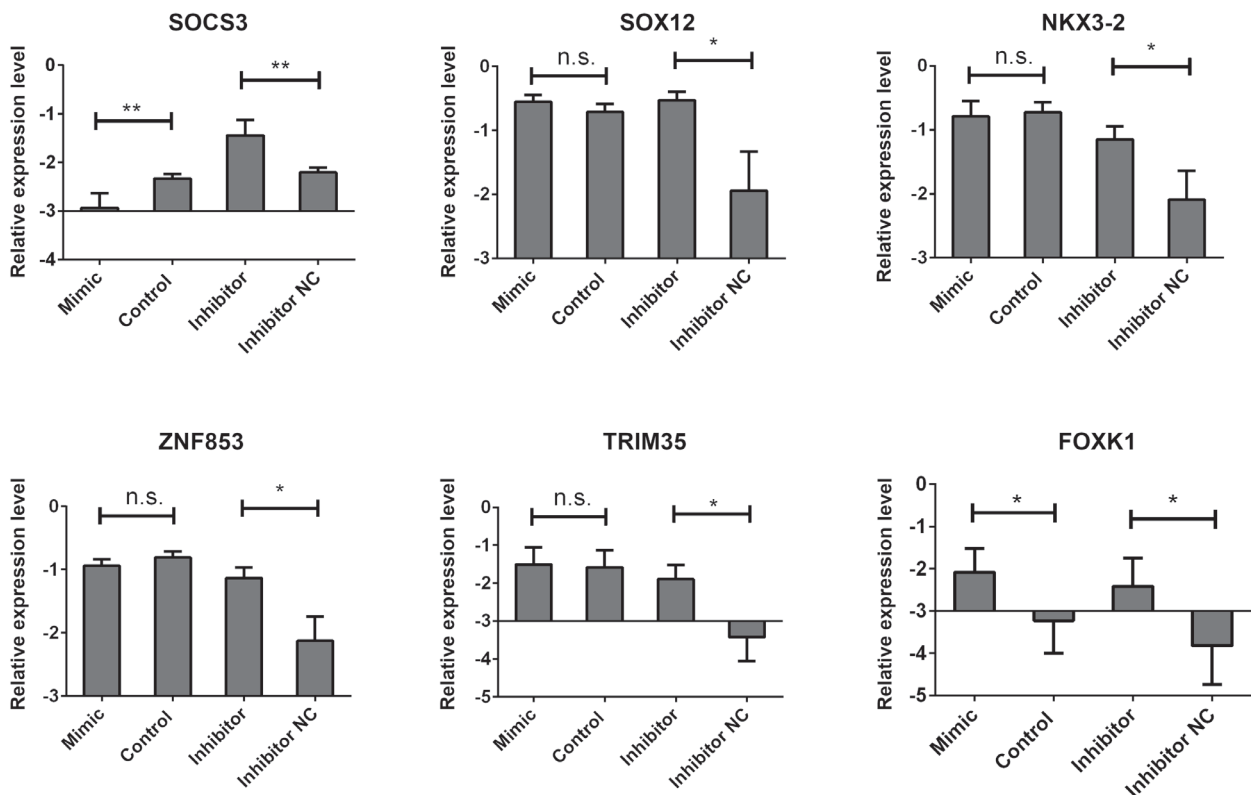 SOCS3
Relative expression level
0
-1
-2
-3
-4
**
**
Mimic
Control
Inhibitor
Inhibitor NC
SOX12
Relative expression level
0
-1
-2
-3
n.s.
*
Mimic
Control
Inhibitor
Inhibitor NC
NKX3-2
Relative expression level
0
-1
-2
-3
n.s.
*
Mimic
Control
Inhibitor
Inhibitor NC
ZNF853
Relative expression level
0
-1
-2
-3
n.s.
*
Mimic
Control
Inhibitor
Inhibitor NC
TRIM35
Relative expression level
0
-1
-2
-3
-4
-5
n.s.
*
Mimic
Control
Inhibitor
Inhibitor NC
FOXK1
Relative expression level
0
-1
-2
-3
-4
-5
*
*
Mimic
Control
Inhibitor
Inhibitor NC